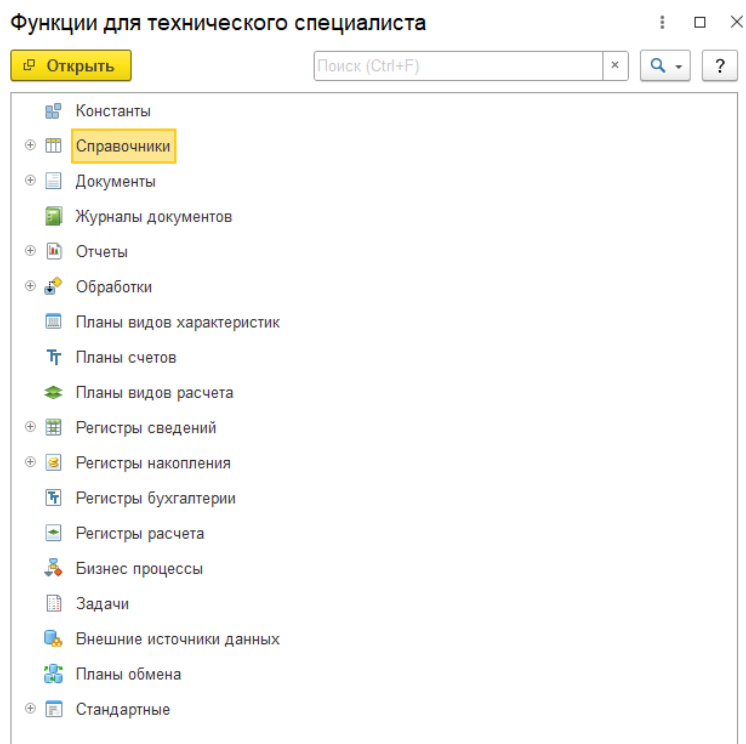 Функции для технического специалиста
Открыть
Поиск (Ctrl+F)
×
?
Константы
Справочники
Документы
Журналы документов
Отчеты
Обработки
Планы видов характеристик
Планы счетов
Планы видов расчета
Регистры сведений
Регистры накопления
Регистры бухгалтерии
Регистры расчета
Бизнес процессы
Задачи
Внешние источники данных
Планы обмена
Стандартные